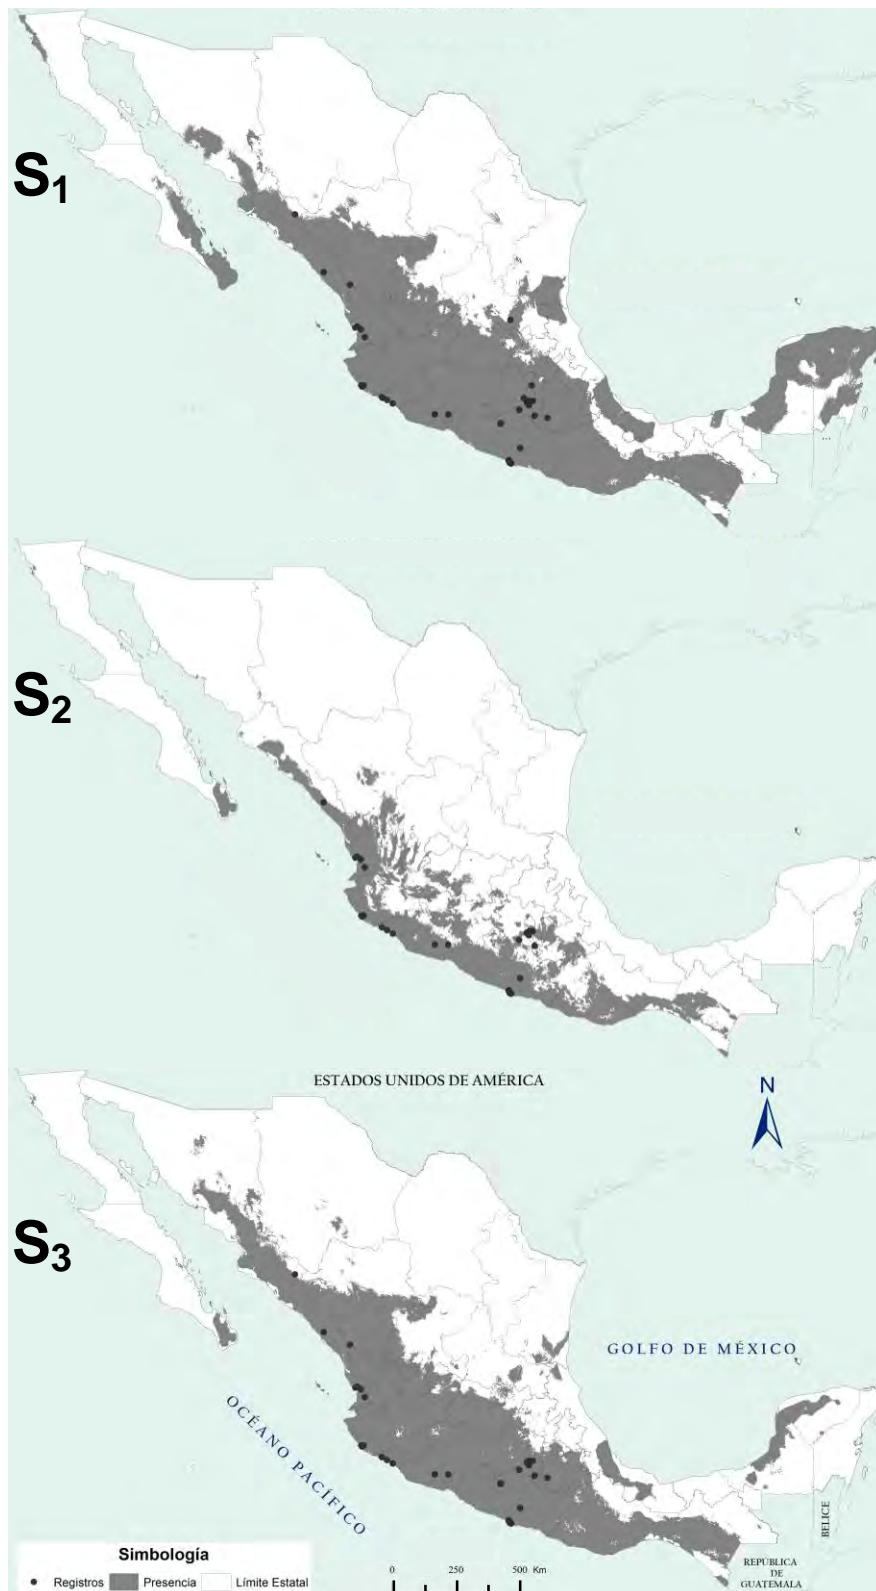 S1
S2
ESTADOS UNIDOS DE AMÉRICA
N
S3
GOLFO DE MÉXICO
OCÉANO PACÍFICO
BELICE
REPÚBLICA
DE
GUATEMALA
Simbología
Registros Presencia Límite Estatal
0 250 500 Km